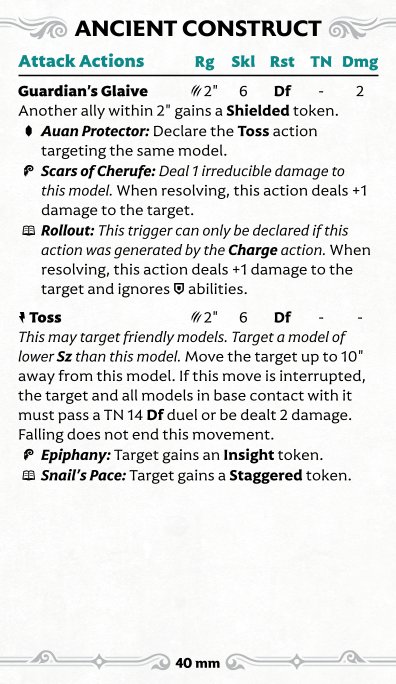 ANCIENT CONSTRUCT
Attack Actions Rg Skl Rst TN Dmg
Guardian's Glaive 2" 6 Df - 2
Another ally within 2" gains a Shielded token.
Auan Protector: Declare the Toss action
targeting the same model.
Scars of Cherufe: Deal 1 irreducible damage to
this model. When resolving, this action deals +1
damage to the target.
Rollout: This trigger can only be declared if this
action was generated by the Charge action. When
resolving, this action deals +1 damage to the
target and ignores abilities.
Toss 2" 6 Df - -
This may target friendly models. Target a model of
lower Sz than this model. Move the target up to 10"
away from this model. If this move is interrupted,
the target and all models in base contact with it
must pass a TN 14 Df duel or be dealt 2 damage.
Falling does not end this movement.
Epiphany: Target gains an Insight token.
Snail's Pace: Target gains a Staggered token.
40 mm